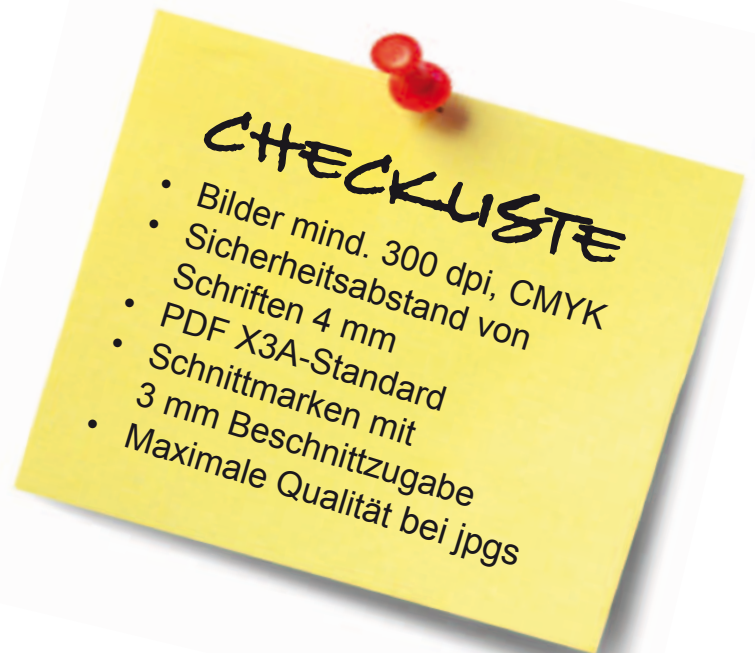 CHECKLISTE
• Bilder mind. 300 dpi, CMYK
• Sicherheitsabstand von
Schriften 4 mm
• PDF X3A-Standard
• Schnittmarken mit
3 mm Beschnittzugabe
• Maximale Qualität bei jpgs